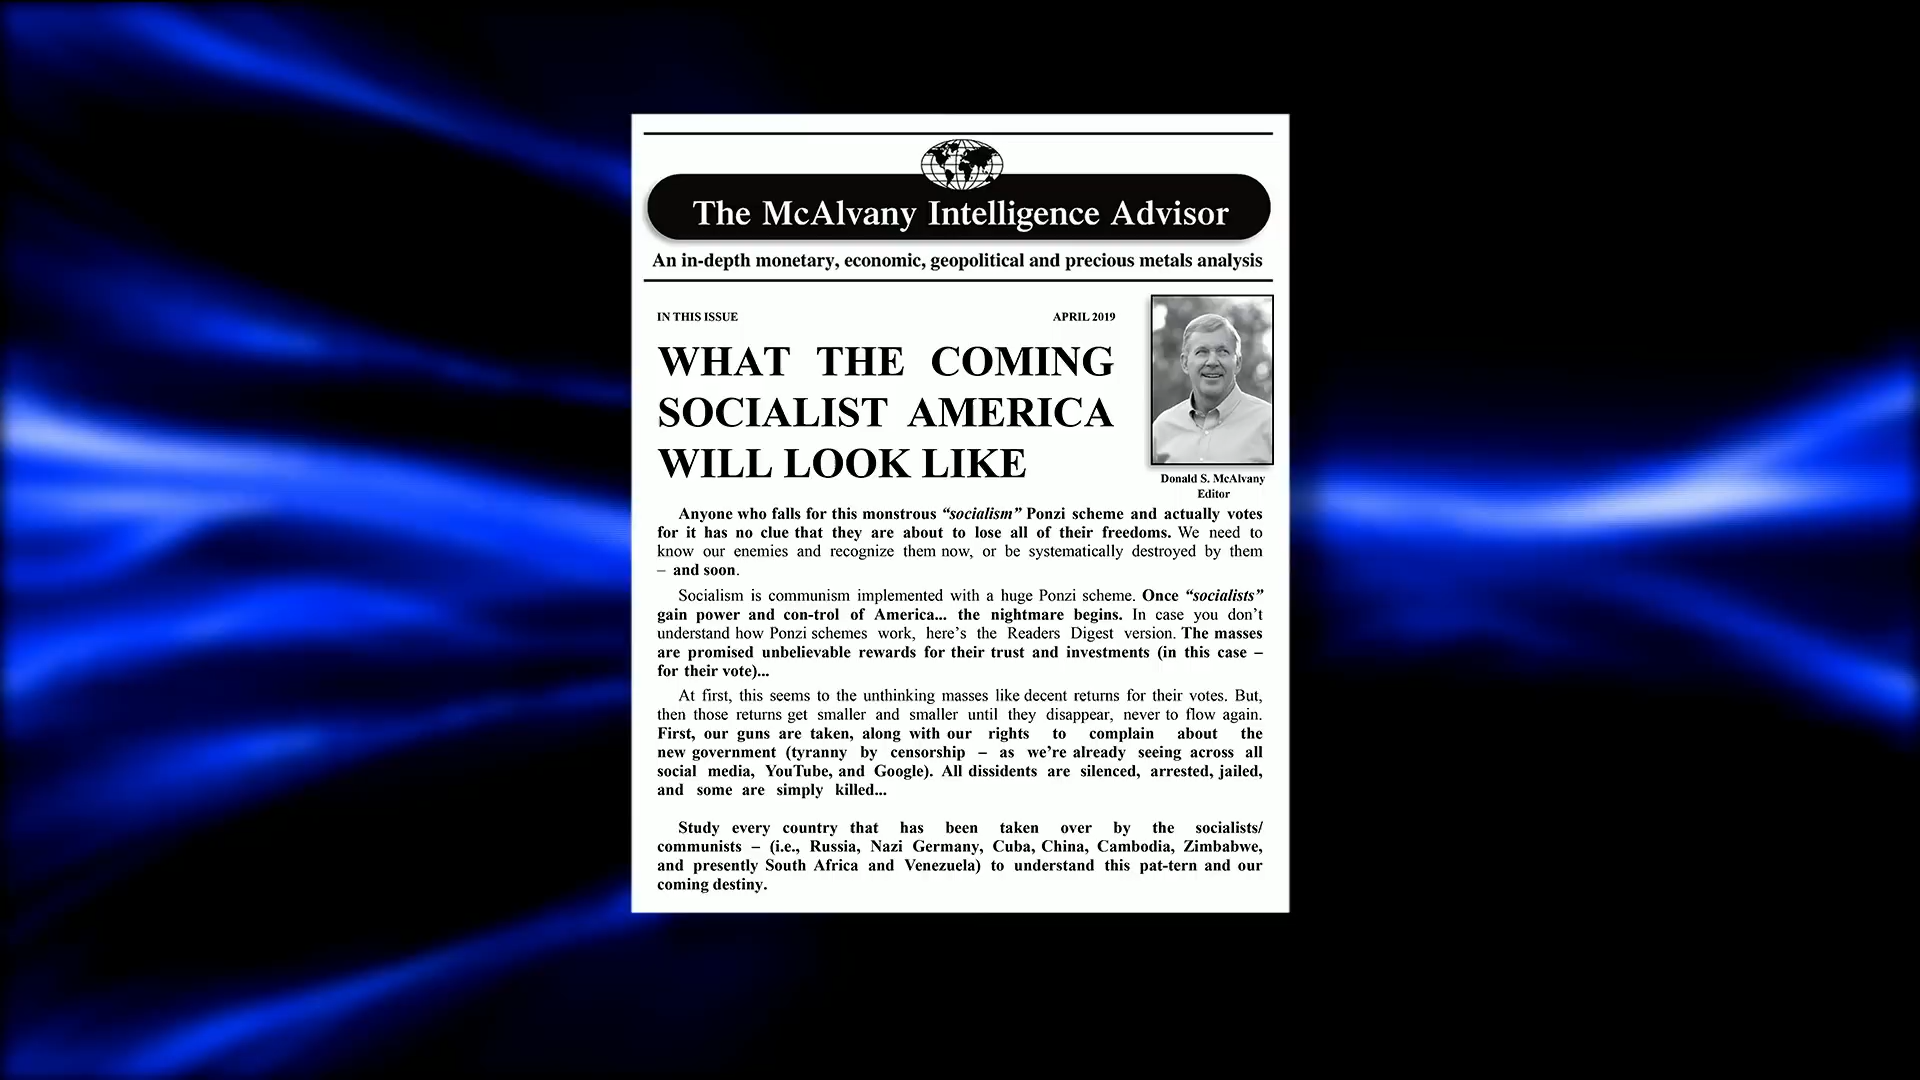 The McAlvany Intelligence Advisor
An in-depth monetary, economic, geopolitical and precious metals analysis
IN THIS ISSUE
APRIL 2019
WHAT THE COMING
SOCIALIST AMERICA
WILL LOOK LIKE
Donald S. McAlvany
Editor
Anyone who falls for this monstrous “socialism” Ponzi scheme and actually votes
for it has no clue that they are about to lose all of their freedoms. We need to
know our enemies and recognize them now, or be systematically destroyed by them
– and soon.
Socialism is communism implemented with a huge Ponzi scheme. Once “socialists”
gain power and con-trol of America... the nightmare begins. In case you don’t
understand how Ponzi schemes work, here’s the Readers Digest version. The masses
are promised unbelievable rewards for their trust and investments (in this case –
for their vote)...
At first, this seems to the unthinking masses like decent returns for their votes. But,
then those returns get smaller and smaller until they disappear, never to flow again.
First, our guns are taken, along with our rights to complain about the
new government (tyranny by censorship – as we’re already seeing across all
social media, YouTube, and Google). All dissidents are silenced, arrested, jailed,
and some are simply killed...
Study every country that has been taken over by the socialists/
communists – (i.e., Russia, Nazi Germany, Cuba, China, Cambodia, Zimbabwe,
and presently South Africa and Venezuela) to understand this pat-tern and our
coming destiny.